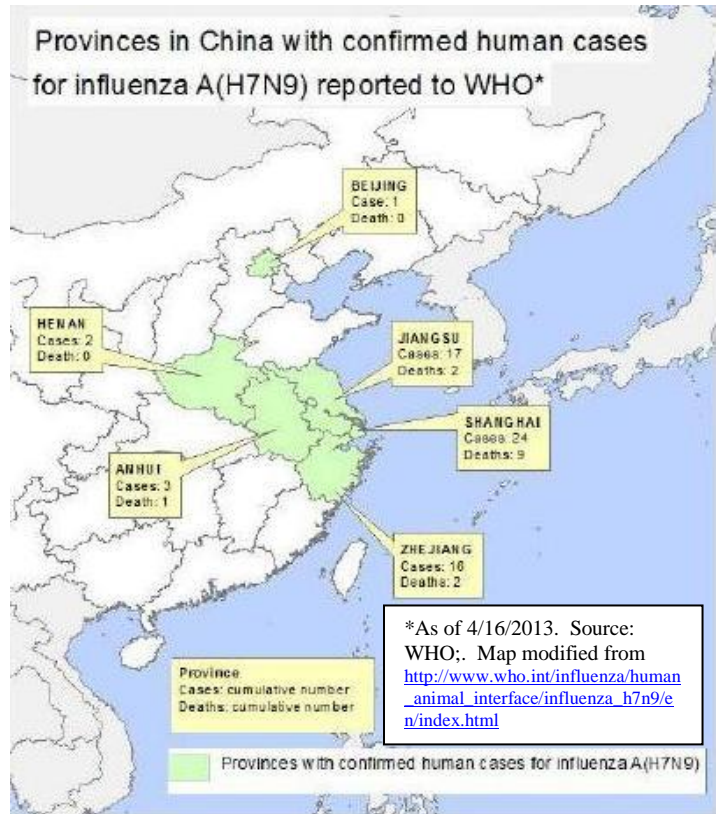 Provinces in China with confirmed human cases
for influenza A(H7N9) reported to WHO*
BEIJING
Case: 1
Death: 0
HENAN
Cases: 2
Death: 0
JIANGSU
Cases: 17
Deaths: 2
SHANGHAI
Cases: 24
Deaths: 9
ANHUI
Cases: 3
Death: 1
ZHEJIANG
Cases: 16
Deaths: 2
*As of 4/16/2013. Source:
WHO;. Map modified from
http://www.who.int/influenza/human
_animal_interface/influenza_h7n9/e
n/index.html
Province
Cases: cumulative number
Deaths: cumulative number
Provinces with confirmed human cases for influenza A(H7N9)